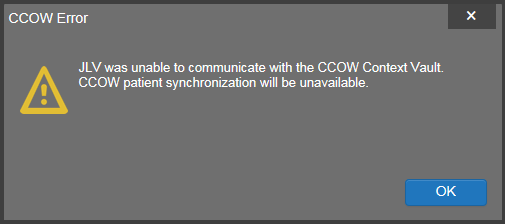 CCOW Error
x
JLV was unable to communicate with the CCOW Context Vault.
CCOW patient synchronization will be unavailable.
OK